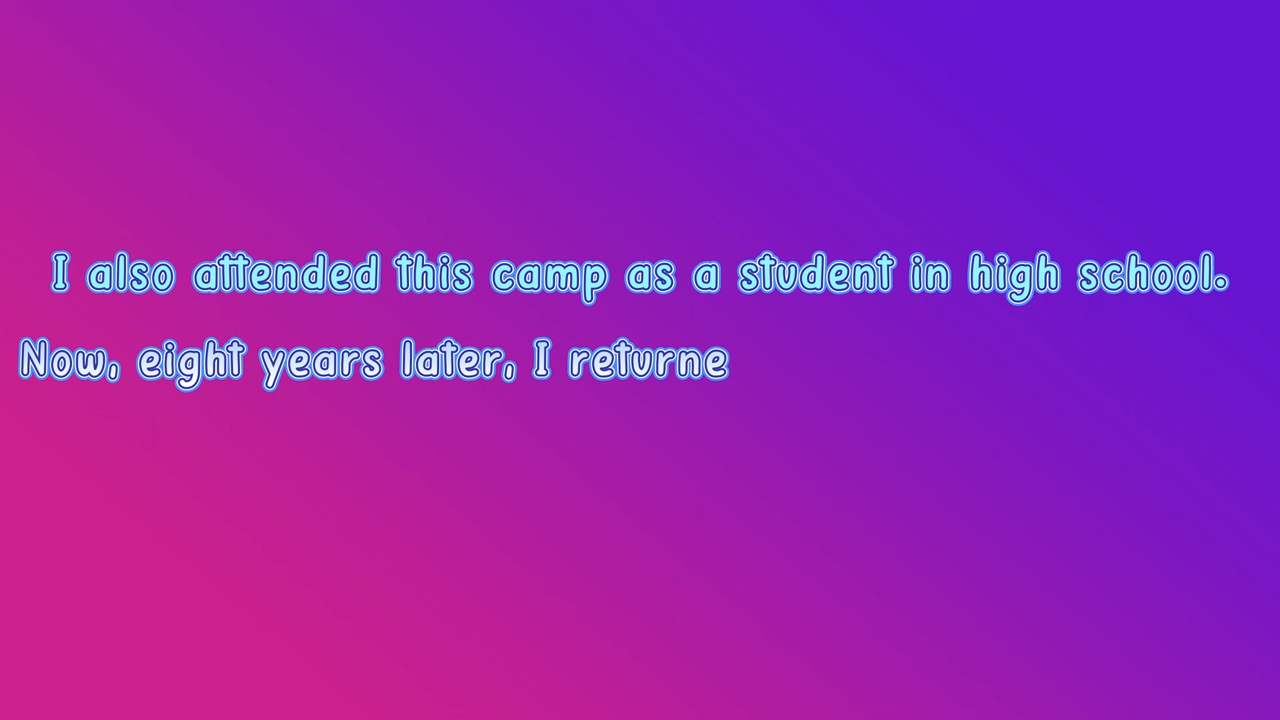 I also attended this camp as a student in high school.
Now, eight years later, I returne